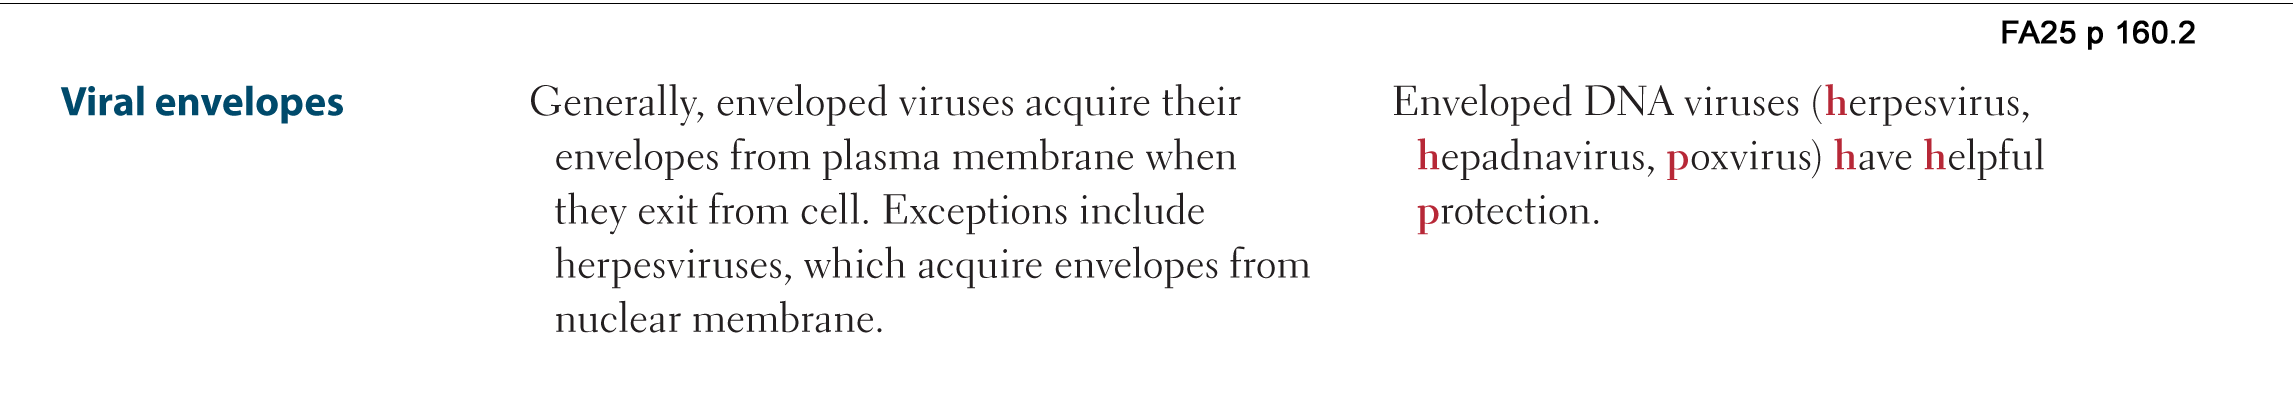 FA25 p 160.2
Viral envelopes
Generally, enveloped viruses acquire their
envelopes from plasma membrane when
they exit from cell. Exceptions include
herpesviruses, which acquire envelopes from
nuclear membrane.
Enveloped DNA viruses (herpesvirus,
hepadnavirus, poxvirus) have helpful
protection.